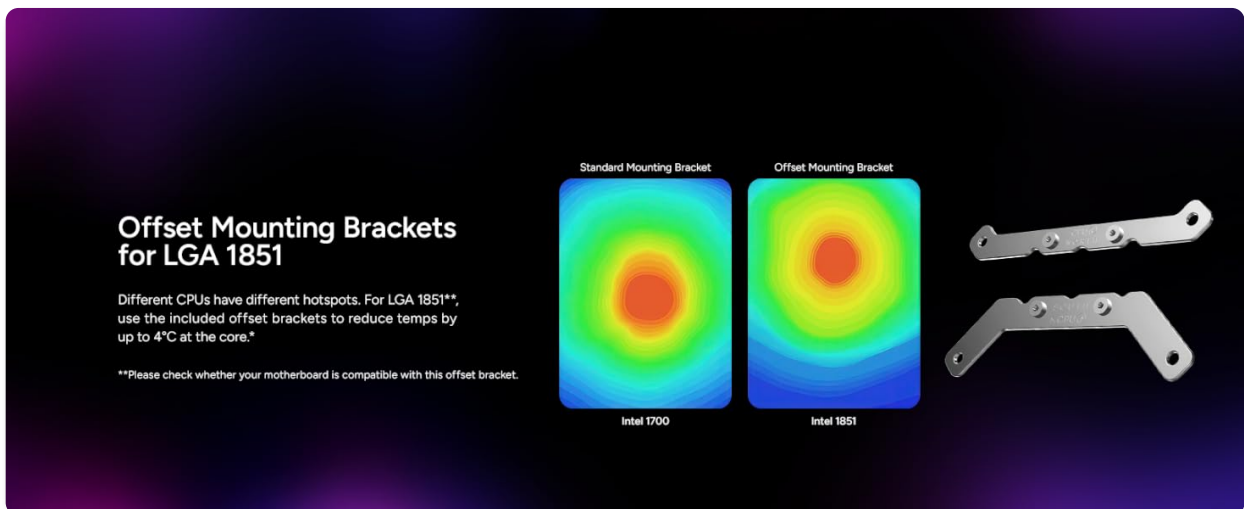 Offset Mounting Brackets
for LGA 1851
Different CPUs have different hotspots. For LGA 1851**,
use the included offset brackets to reduce temps by
up to 4°C at the core.*
**Please check whether your motherboard is compatible with this offset bracket.
Standard Mounting Bracket
Offset Mounting Bracket
Intel 1700
Intel 1851